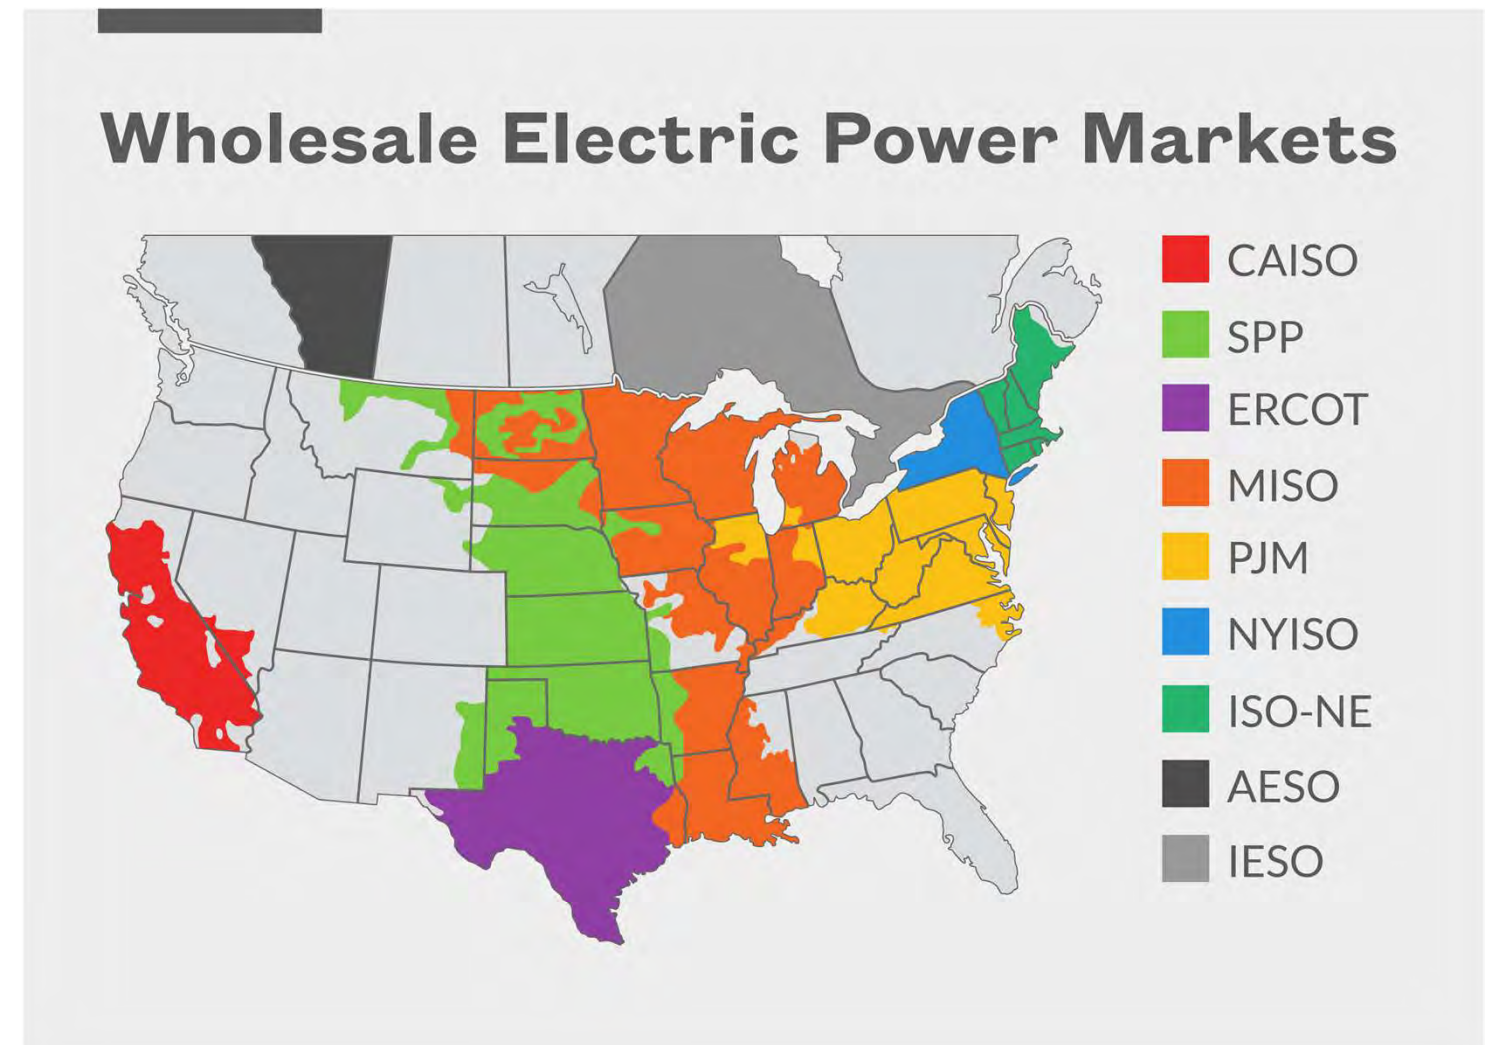 Wholesale Electric Power Markets
CAISO
SPP
ERCOT
MISO
PJM
NYISO
ISO-NE
AESO
IESO